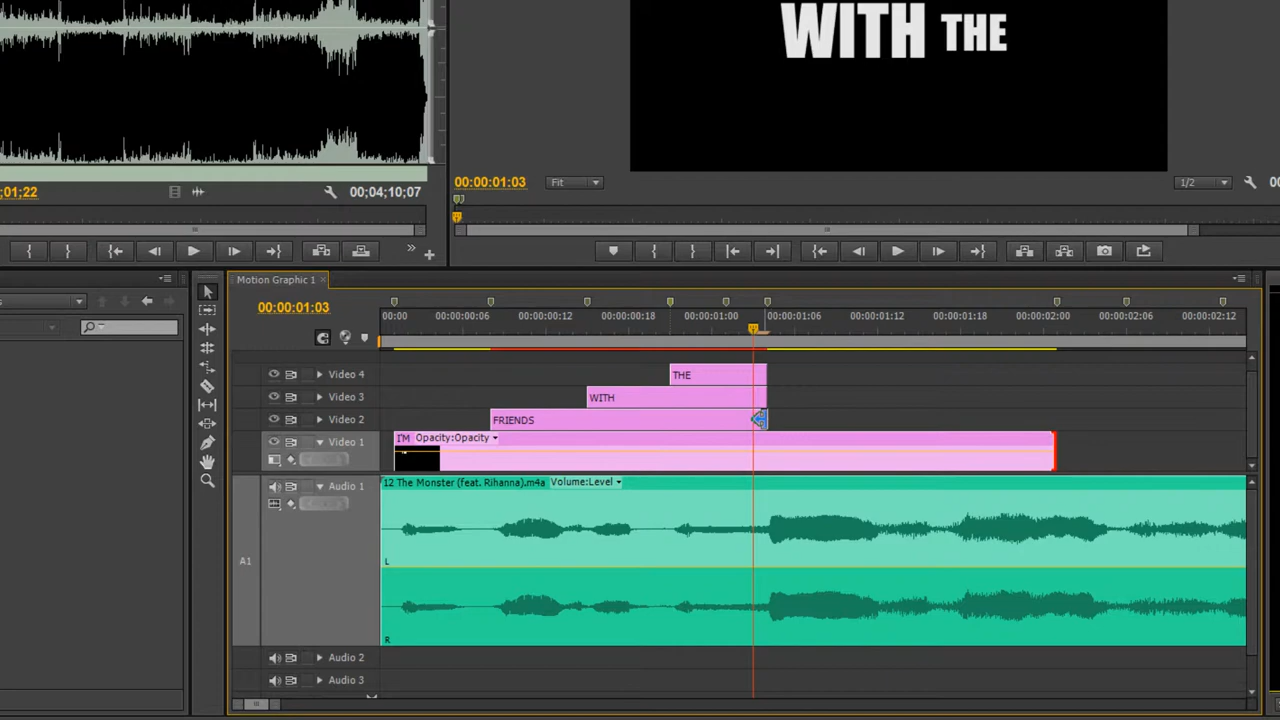 WITH THE
;01;22
00;04;10;07
00:00:01:03
Fit
1/2
00
Motion Graphic 1
00:00:01:03
00:00
00:00:00:06
00:00:00:12
00:00:00:18
00:00:01:00
00:00:01:06
00:00:01:12
00:00:01:18
00:00:02:00
00:00:02:06
00:00:02:12
Video 4
THE
Video 3
WITH
Video 2
FRIENDS
Video 1
I'M Opacity:Opacity
Audio 1
12 The Monster (feat. Rihanna).m4a Volume:Level
L
A1
R
Audio 2
Audio 3